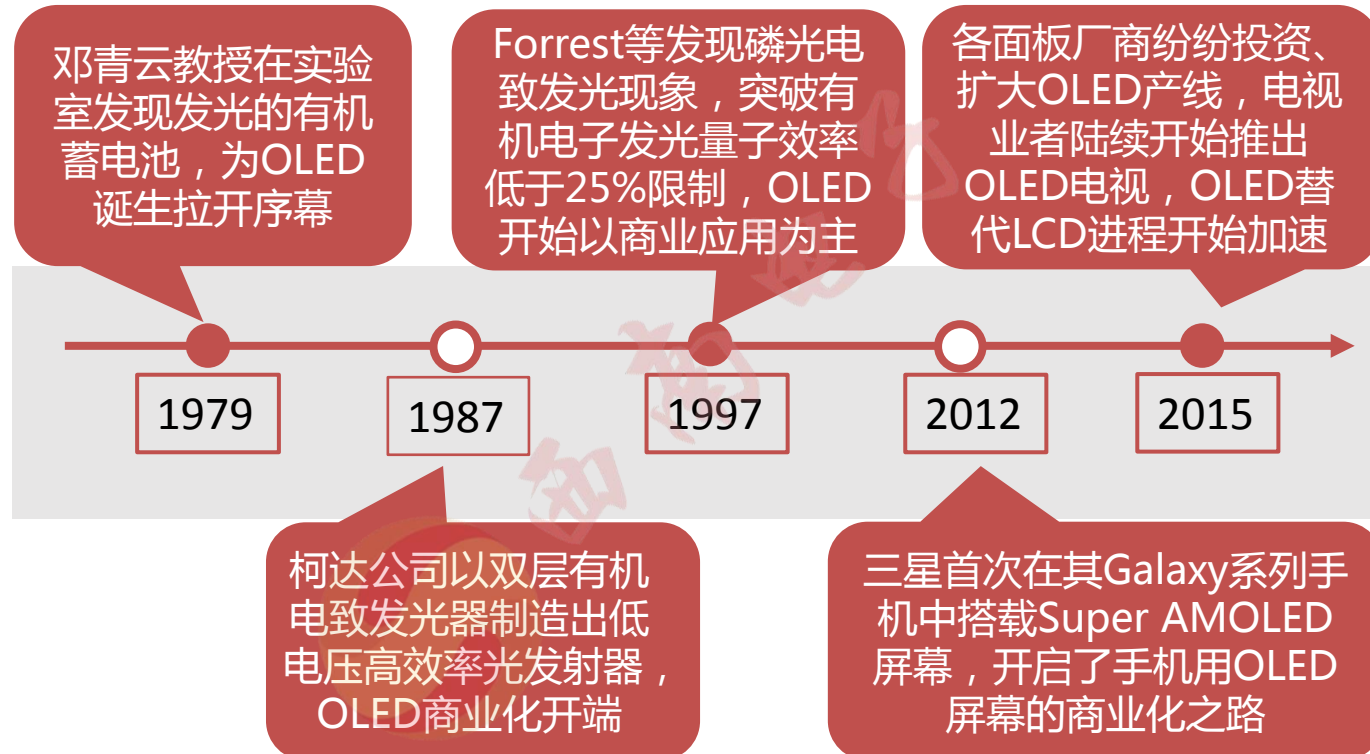 邓青云教授在实验
室发现发光的有机
蓄电池，为OLED
诞生拉开序幕
Forrest等发现磷光电
致发光现象，突破有
机电子发光量子效率
低于25%限制，OLED
开始以商业应用为主
各面板厂商纷纷投资、
扩大OLED产线，电视
业者陆续开始推出
OLED电视，OLED替
代LCD进程开始加速
1979
1987
1997
2012
2015
柯达公司以双层有机
电致发光器制造出低
电压高效率光发射器，
OLED商业化开端
三星首次在其Galaxy系列手
机中搭载Super AMOLED
屏幕，开启了手机用OLED
屏幕的商业化之路